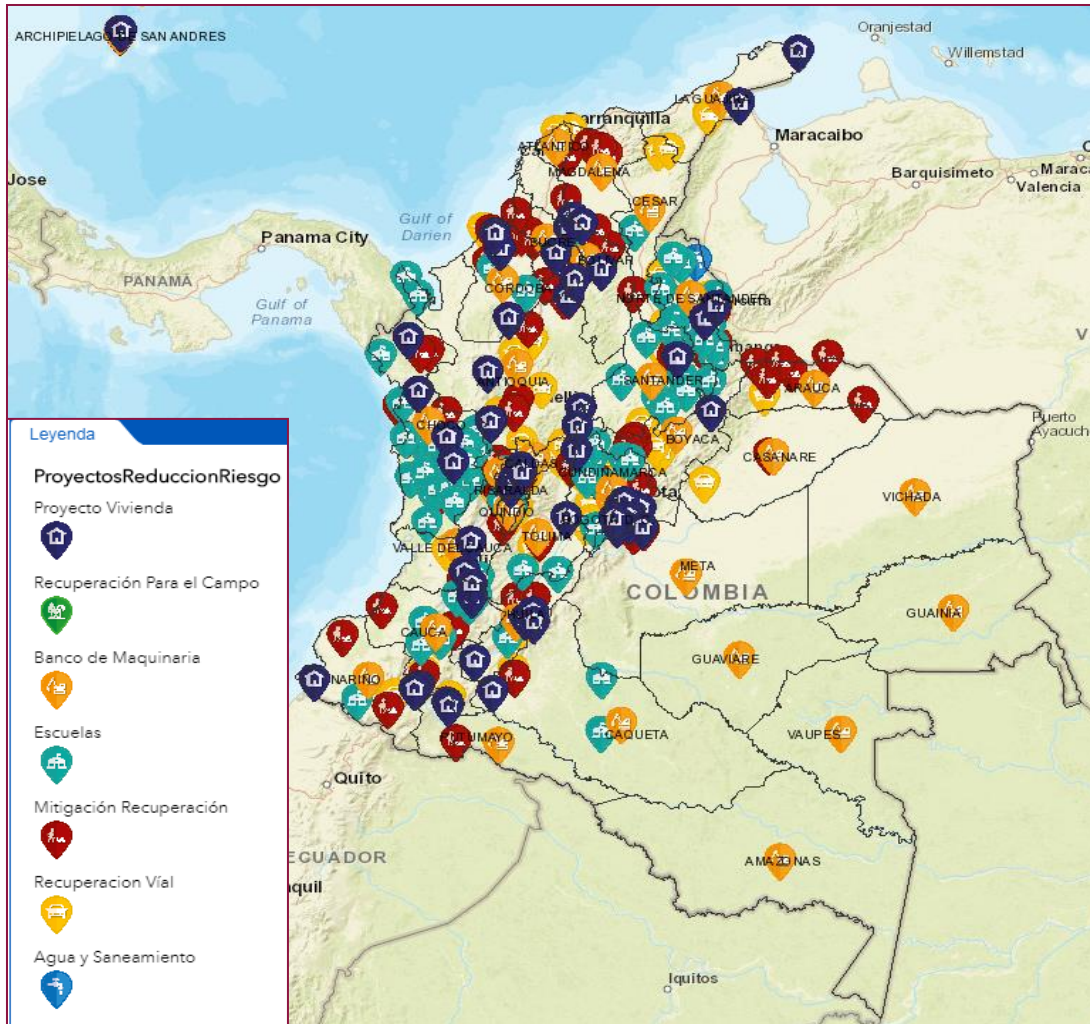 ARCHIPIELAGO DE SAN ANDRES
Oranjestad
Willemstad
LA GUAJIRA
Barranquilla
ATLANTICO
Maracaibo
MAGDALENA
Barquisimeto
Valencia
Jose
CESAR
Gulf of
Darien
Panama City
SUCRE
BOLIVAR
PANAMÁ
CORDOBA
NORTE DE SANTANDER
Gulf of
Panama
ANTIOQUIA
SANTANDER
ARAUCA
Puerto
Ayacucho
CHOCO
BOYACA
CASANARE
CALDAS
CUNDINAMARCA
RISARALDA
VICHADA
QUINDIO
BOGOTA
TOLIMA
VALLE DEL CAUCA
META
COLOMBIA
GUAINIA
CAUCA
GUAVIARE
NARIÑO
CAQUETA
VAUPES
PUTUMAYO
Quito
ECUADOR
AMAZONAS
Iquitos
Leyenda
ProyectosReduccionRiesgo
Proyecto Vivienda
Recuperación Para el Campo
Banco de Maquinaria
Escuelas
Mitigación Recuperación
Recuperacion Víal
Agua y Saneamiento